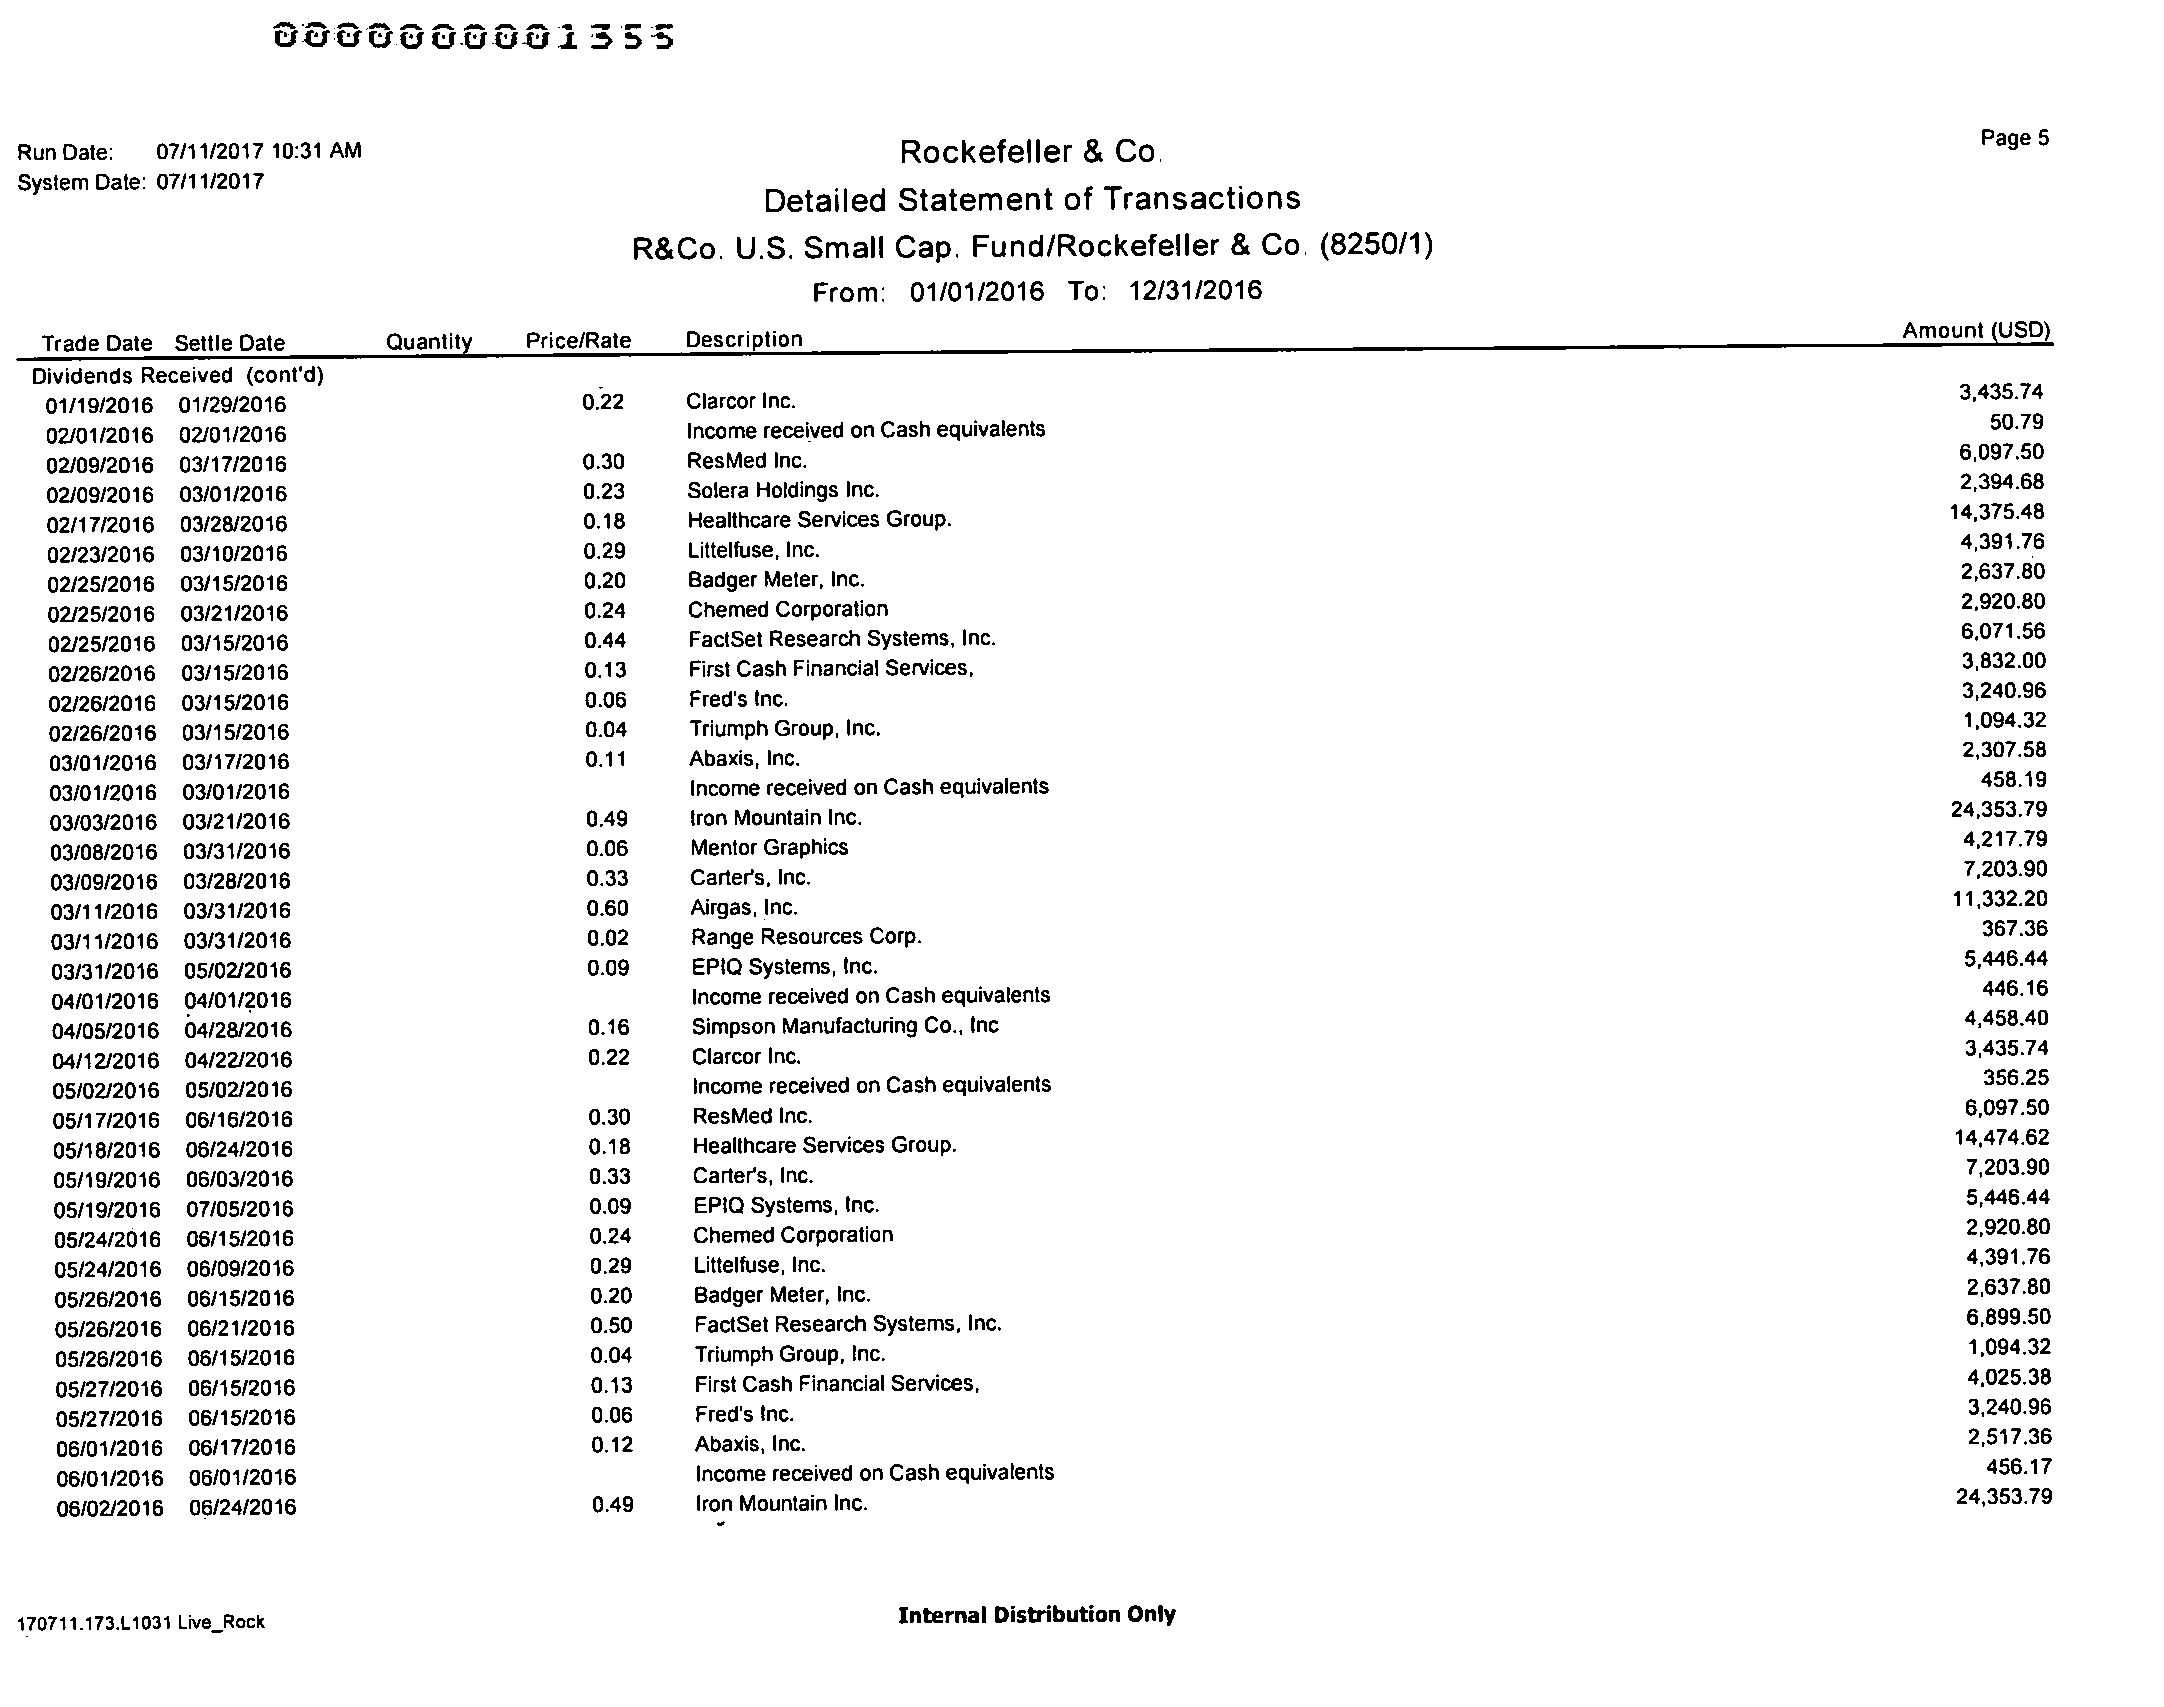 0000000001355
Run Date: 07/11/2017 10:31 AM
System Date: 07/11/2017
Rockefeller & Co.
Page 5
Detailed Statement of Transactions
R&Co. U.S. Small Cap. Fund/Rockefeller & Co. (8250/1)
From: 01/01/2016 To: 12/31/2016
Trade Date Settle Date Quantity Price/Rate Description Amount (USD)
Dividends Received (cont'd)
01/19/2016 01/29/2016 0.22 Clarcor Inc. 3,435.74
02/01/2016 02/01/2016 Income received on Cash equivalents 50.79
02/09/2016 03/17/2016 0.30 ResMed Inc. 6,097.50
02/09/2016 03/01/2016 0.23 Solera Holdings Inc. 2,394.68
02/17/2016 03/28/2016 0.18 Healthcare Services Group. 14,375.48
02/23/2016 03/10/2016 0.29 Littelfuse, Inc. 4,391.76
02/25/2016 03/15/2016 0.20 Badger Meter, Inc. 2,637.80
02/25/2016 03/21/2016 0.24 Chemed Corporation 2,920.80
02/25/2016 03/15/2016 0.44 FactSet Research Systems, Inc. 6,071.56
02/26/2016 03/15/2016 0.13 First Cash Financial Services, 3,832.00
02/26/2016 03/15/2016 0.06 Fred's Inc. 3,240.96
02/26/2016 03/15/2016 0.04 Triumph Group, Inc. 1,094.32
03/01/2016 03/17/2016 0.11 Abaxis, Inc. 2,307.58
03/01/2016 03/01/2016 Income received on Cash equivalents 458.19
03/03/2016 03/21/2016 0.49 Iron Mountain Inc. 24,353.79
03/08/2016 03/31/2016 0.06 Mentor Graphics 4,217.79
03/09/2016 03/28/2016 0.33 Carter's, Inc. 7,203.90
03/11/2016 03/31/2016 0.60 Airgas, Inc. 11,332.20
03/11/2016 03/31/2016 0.02 Range Resources Corp. 367.36
03/31/2016 05/02/2016 0.09 EPIQ Systems, Inc. 5,446.44
04/01/2016 04/01/2016 Income received on Cash equivalents 446.16
04/05/2016 04/28/2016 0.16 Simpson Manufacturing Co., Inc 4,458.40
04/12/2016 04/22/2016 0.22 Clarcor Inc. 3,435.74
05/02/2016 05/02/2016 Income received on Cash equivalents 356.25
05/17/2016 06/16/2016 0.30 ResMed Inc. 6,097.50
05/18/2016 06/24/2016 0.18 Healthcare Services Group. 14,474.62
05/19/2016 06/03/2016 0.33 Carter's, Inc. 7,203.90
05/19/2016 07/05/2016 0.09 EPIQ Systems, Inc. 5,446.44
05/24/2016 06/15/2016 0.24 Chemed Corporation 2,920.80
05/24/2016 06/09/2016 0.29 Littelfuse, Inc. 4,391.76
05/26/2016 06/15/2016 0.20 Badger Meter, Inc. 2,637.80
05/26/2016 06/21/2016 0.50 FactSet Research Systems, Inc. 6,899.50
05/26/2016 06/15/2016 0.04 Triumph Group, Inc. 1,094.32
05/27/2016 06/15/2016 0.13 First Cash Financial Services, 4,025.38
05/27/2016 06/15/2016 0.06 Fred's Inc. 3,240.96
06/01/2016 06/17/2016 0.12 Abaxis, Inc. 2,517.36
06/01/2016 06/01/2016 Income received on Cash equivalents 456.17
06/02/2016 06/24/2016 0.49 Iron Mountain Inc. 24,353.79
170711.173.L1031 Live_Rock
Internal Distribution Only